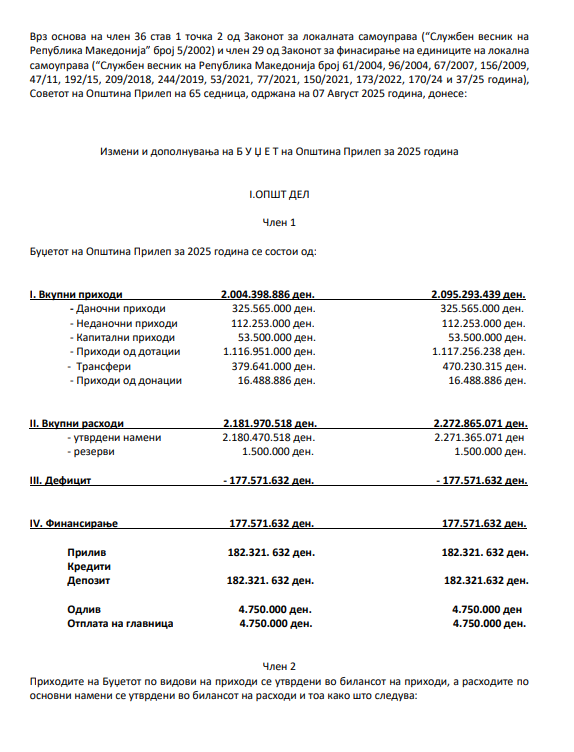 Врз основа на член 36 став 1 точка 2 од Законот за локалната самоуправа (“Службен весник на
Република Македонија” број 5/2002) и член 29 од Законот за финасирање на единиците на локална
самоуправа (“Службен весник на Република Македонија број 61/2004, 96/2004, 67/2007, 156/2009,
47/11, 192/15, 209/2018, 244/2019, 53/2021, 77/2021, 150/2021, 173/2022, 170/24 и 37/25 година),
Советот на Општина Прилеп на 65 седница, одржана на 07 Август 2025 година, донесе:
Измени и дополнувања на Б У Џ Е Т на Општина Прилеп за 2025 година
I.ОПШТ ДЕЛ
Член 1
Буџетот на Општина Прилеп за 2025 година се состои од:
I. Вкупни приходи 2.004.398.886 ден. 2.095.293.439 ден.
- Даночни приходи 325.565.000 ден. 325.565.000 ден.
- Неданочни приходи 112.253.000 ден. 112.253.000 ден.
- Капитални приходи 53.500.000 ден. 53.500.000 ден.
- Приходи од дотации 1.116.951.000 ден. 1.117.256.238 ден.
- Трансфери 379.641.000 ден. 470.230.315 ден.
- Приходи од донации 16.488.886 ден. 16.488.886 ден.
II. Вкупни расходи 2.181.970.518 ден. 2.272.865.071 ден.
- утврдени намени 2.180.470.518 ден. 2.271.365.071 ден
- резерви 1.500.000 ден. 1.500.000 ден.
III. Дефицит - 177.571.632 ден. - 177.571.632 ден.
IV. Финансирање 177.571.632 ден. 177.571.632 ден.
Прилив 182.321. 632 ден. 182.321. 632 ден.
Кредити
Депозит 182.321. 632 ден. 182.321.632 ден.
Одлив 4.750.000 ден. 4.750.000 ден
Отплата на главница 4.750.000 ден. 4.750.000 ден.
Член 2
Приходите на Буџетот по видови на приходи се утврдени во билансот на приходи, а расходите по
основни намени се утврдени во билансот на расходи и тоа како што следува: